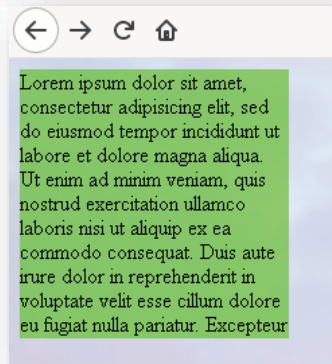 Lorem ipsum dolor sit amet,
consectetur adipisicing elit, sed
do eiusmod tempor incididunt ut
labore et dolore magna aliqua.
Ut enim ad minim veniam, quis
nostrud exercitation ullamco
laboris nisi ut aliquip ex ea
commodo consequat. Duis aute
irure dolor in reprehenderit in
voluptate velit esse cillum dolore
eu fugiat nulla pariatur. Excepteur